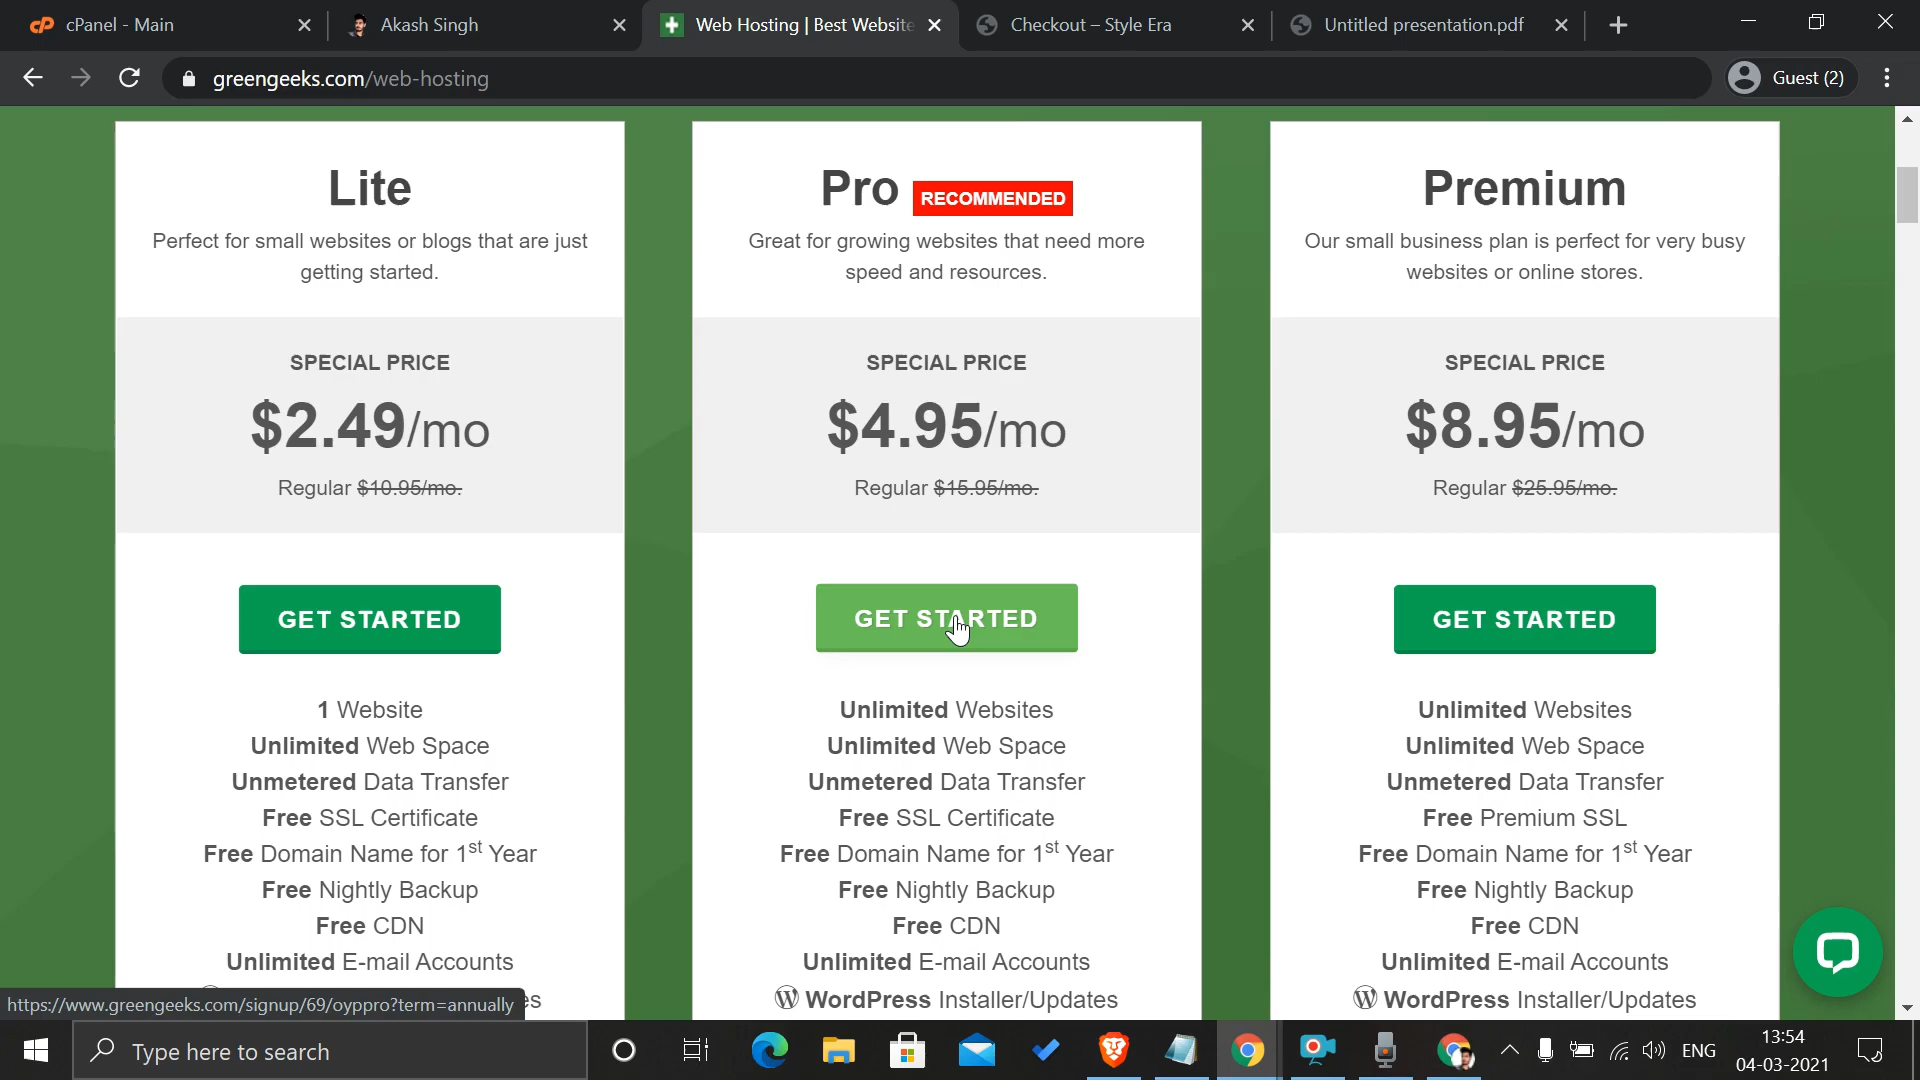 cPanel - Main
Akash Singh
Web Hosting | Best Website
Checkout – Style Era
Untitled presentation.pdf
greengeeks.com/web-hosting
Guest (2)
Lite
Perfect for small websites or blogs that are just
getting started.
SPECIAL PRICE
$2.49/mo
Regular $10.95/mo.
GET STARTED
1 Website
Unlimited Web Space
Unmetered Data Transfer
Free SSL Certificate
Free Domain Name for 1st Year
Free Nightly Backup
Free CDN
Unlimited E-mail Accounts
Pro RECOMMENDED
Great for growing websites that need more
speed and resources.
SPECIAL PRICE
$4.95/mo
Regular $15.95/mo.
GET STARTED
Unlimited Websites
Unlimited Web Space
Unmetered Data Transfer
Free SSL Certificate
Free Domain Name for 1st Year
Free Nightly Backup
Free CDN
Unlimited E-mail Accounts
WordPress Installer/Updates
Premium
Our small business plan is perfect for very busy
websites or online stores.
SPECIAL PRICE
$8.95/mo
Regular $25.95/mo.
GET STARTED
Unlimited Websites
Unlimited Web Space
Unmetered Data Transfer
Free Premium SSL
Free Domain Name for 1st Year
Free Nightly Backup
Free CDN
Unlimited E-mail Accounts
WordPress Installer/Updates
https://www.greengeeks.com/signup/69/oyppro?term=annually
Type here to search
ENG
13:54
04-03-2021